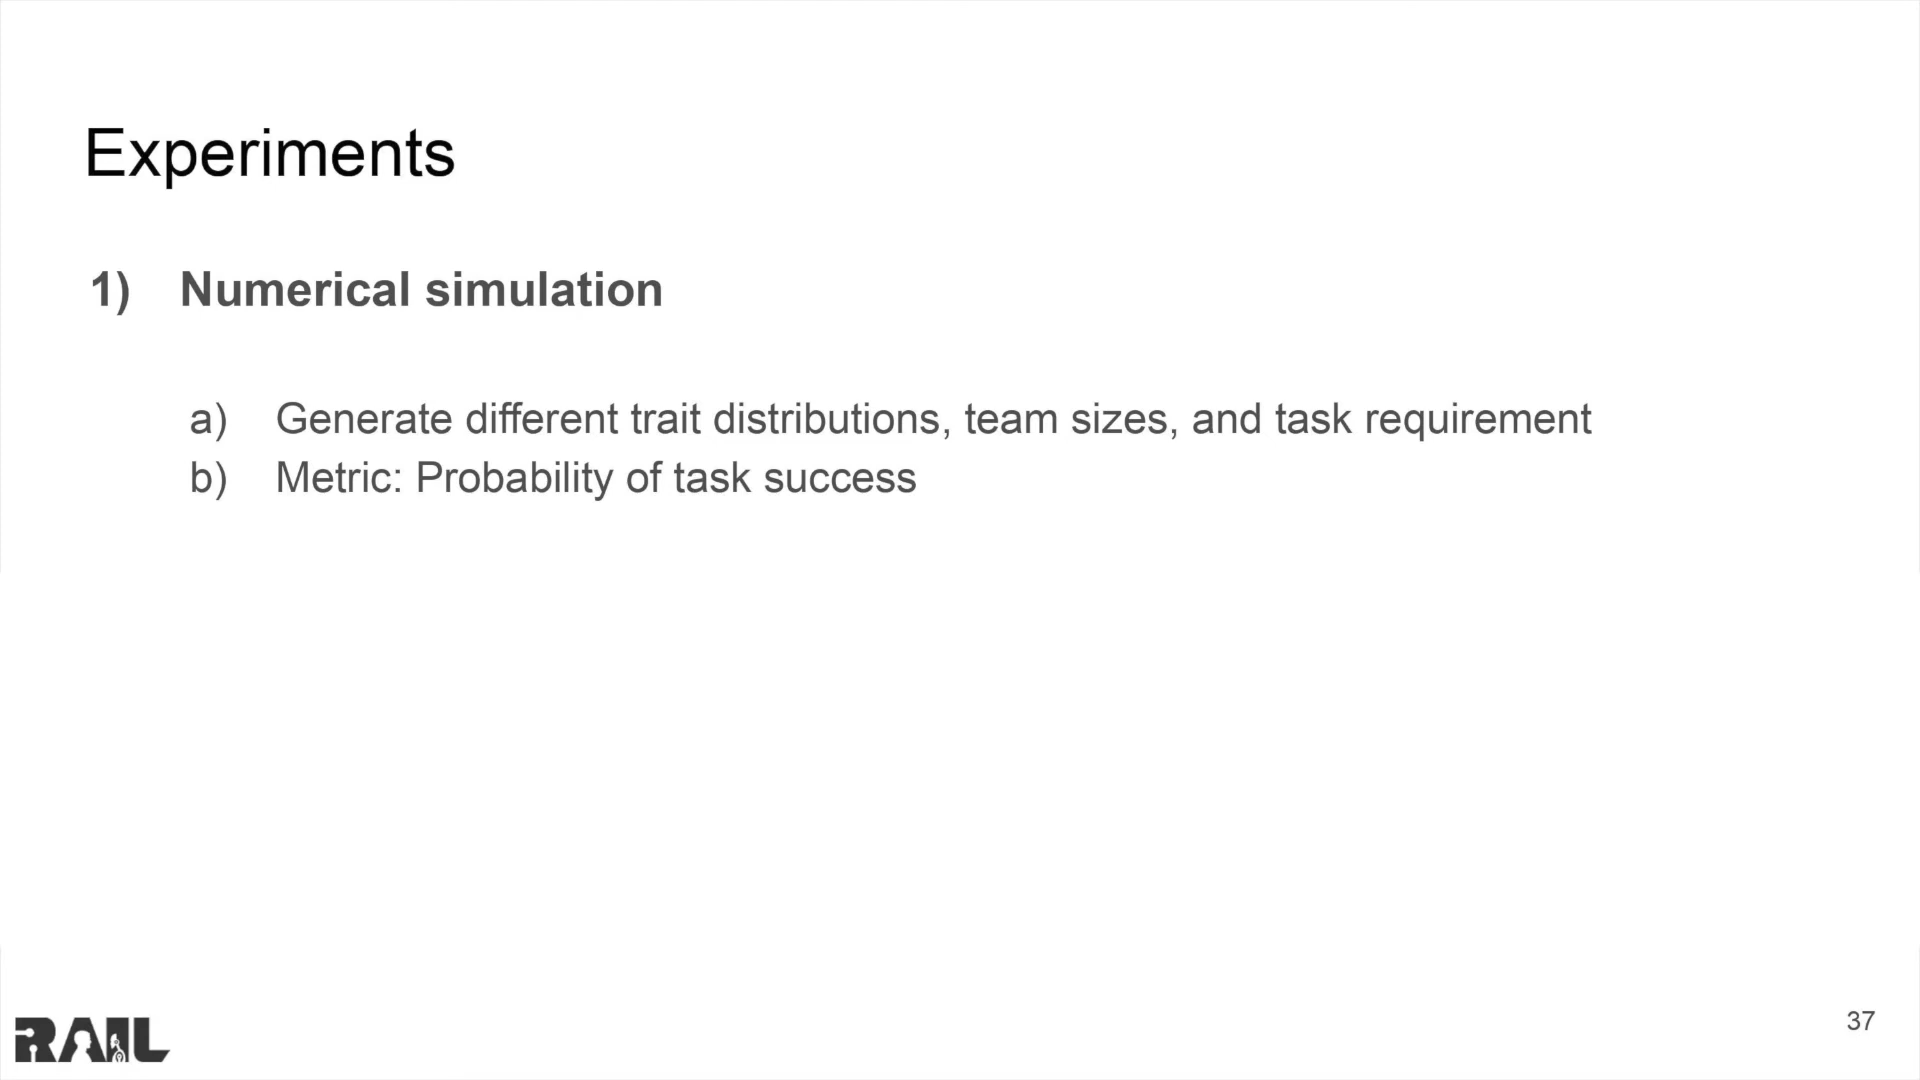 Experiments
1) Numerical simulation
a) Generate different trait distributions, team sizes, and task requirement
b) Metric: Probability of task success
RAIL
37